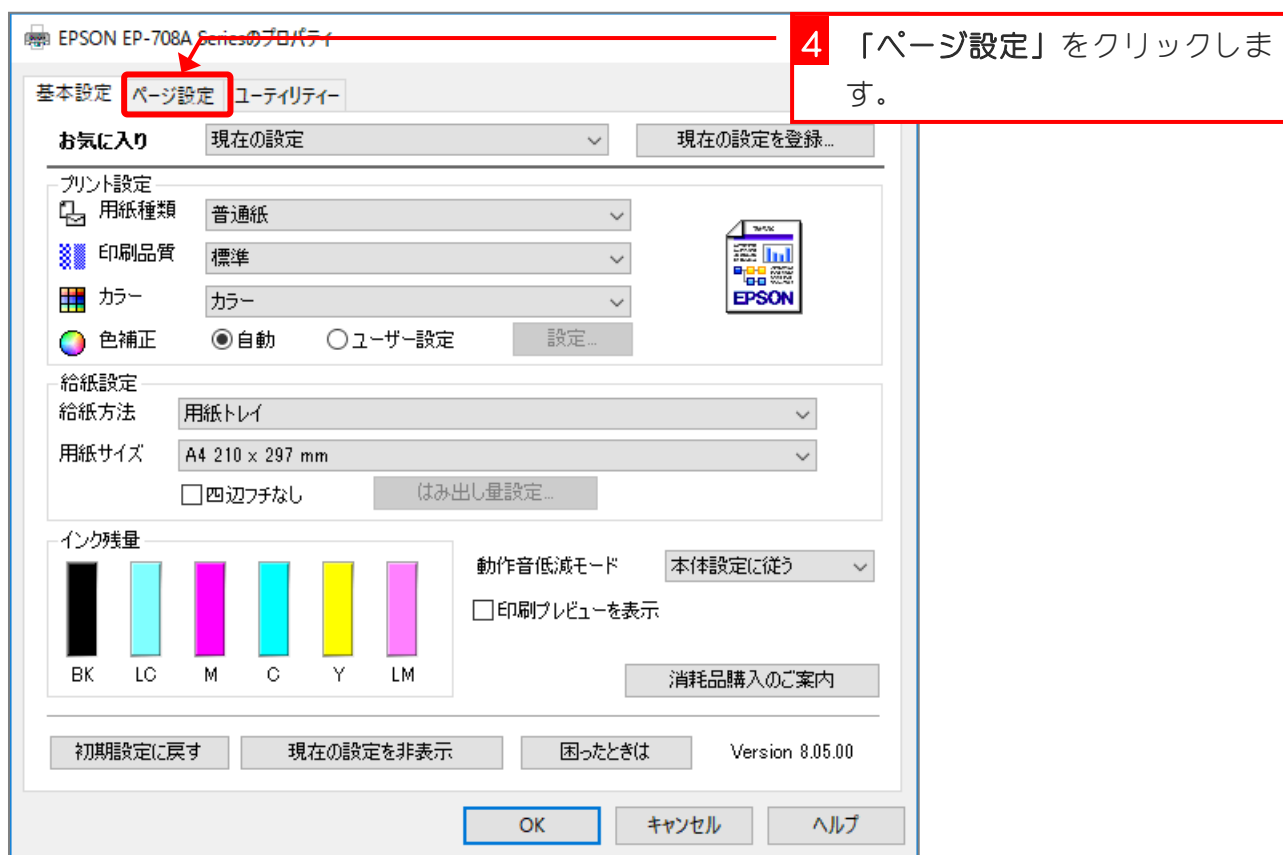 EPSON EP-708A Seriesのプロパティ
4 「ページ設定」をクリックしま
す。
基本設定 ページ設定 ユーティリティー
お気に入り 現在の設定 現在の設定を登録...
プリント設定
用紙種類 普通紙
印刷品質 標準
カラー カラー
EPSON
色補正 自動 ユーザー設定 設定...
給紙設定
給紙方法 用紙トレイ
用紙サイズ A4 210 x 297 mm
四辺フチなし はみ出し量設定...
インク残量
動作音低減モード 本体設定に従う
印刷プレビューを表示
BK LC M C Y LM
消耗品購入のご案内
初期設定に戻す 現在の設定を非表示 困ったときは Version 8.05.00
OK キャンセル ヘルプ